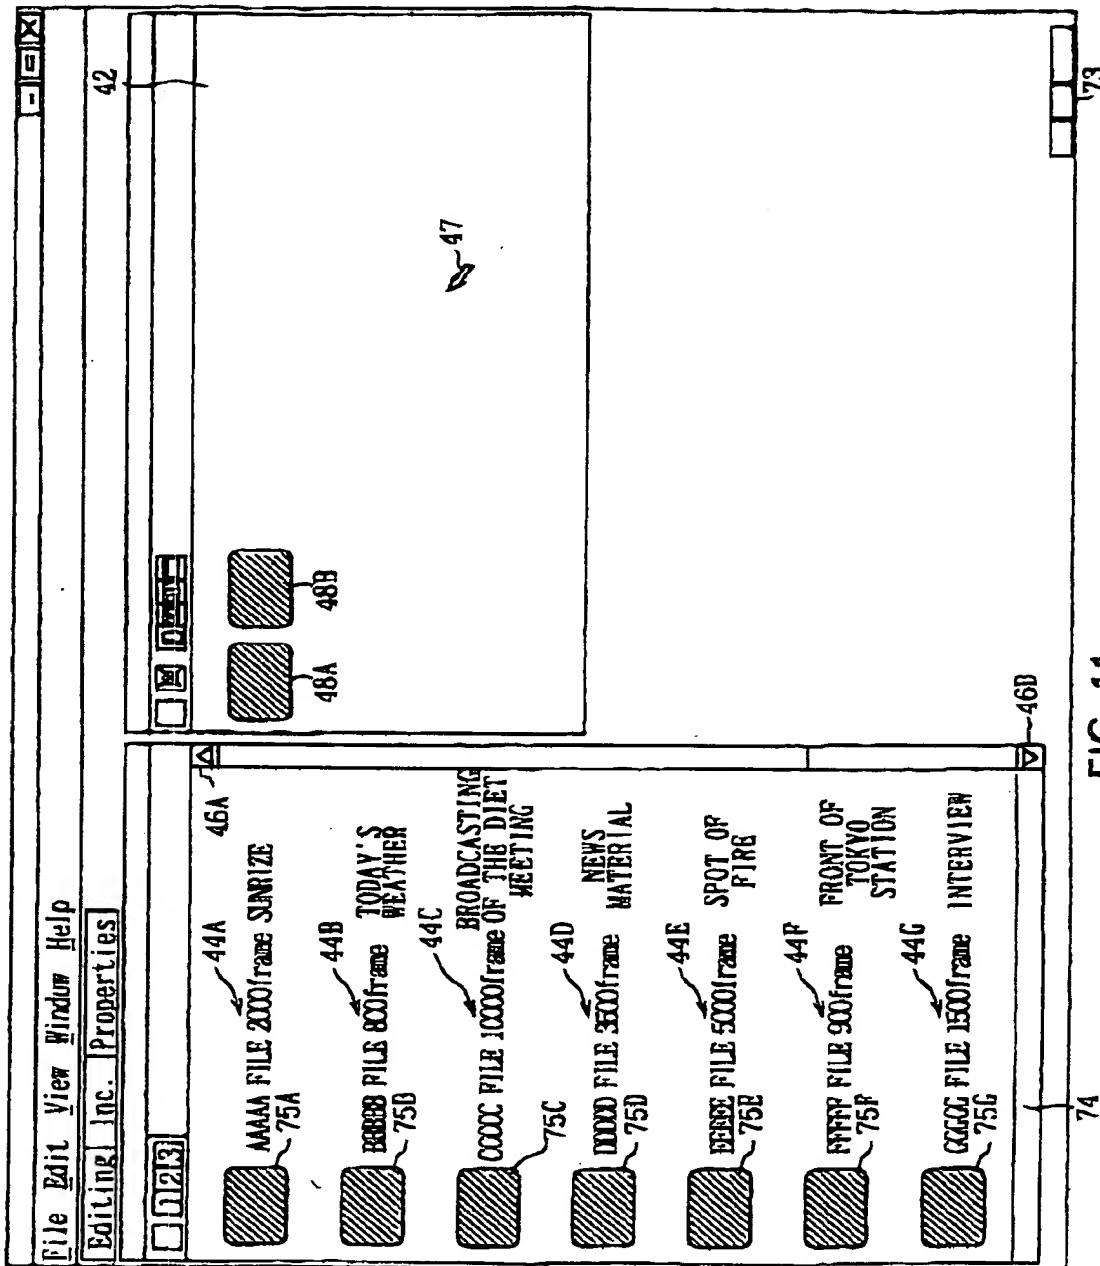 File Edit View Window Help
Editing Inc. Properties
1 2 3
42
46A
44A
AAAAA FILE 2000frame SUNRIZE
75A
44B
BBBBB FILE 800frame TODAY'S
WEATHER
75B
44C
CCCCC FILE 10000frame BROADCASTING
OF THE DIET
MEETING
75C
44D
DDDDD FILE 3500frame NEWS
MATERIAL
75D
44E
EEEEE FILE 5000frame SPOT OF
FIRE
75E
44F
FFFFF FILE 900frame FRONT OF
TOKYO
STATION
75F
44G
GGGGG FILE 1500frame INTERVIEW
75G
46B
74
48A
48B
47
73
FIG. 11